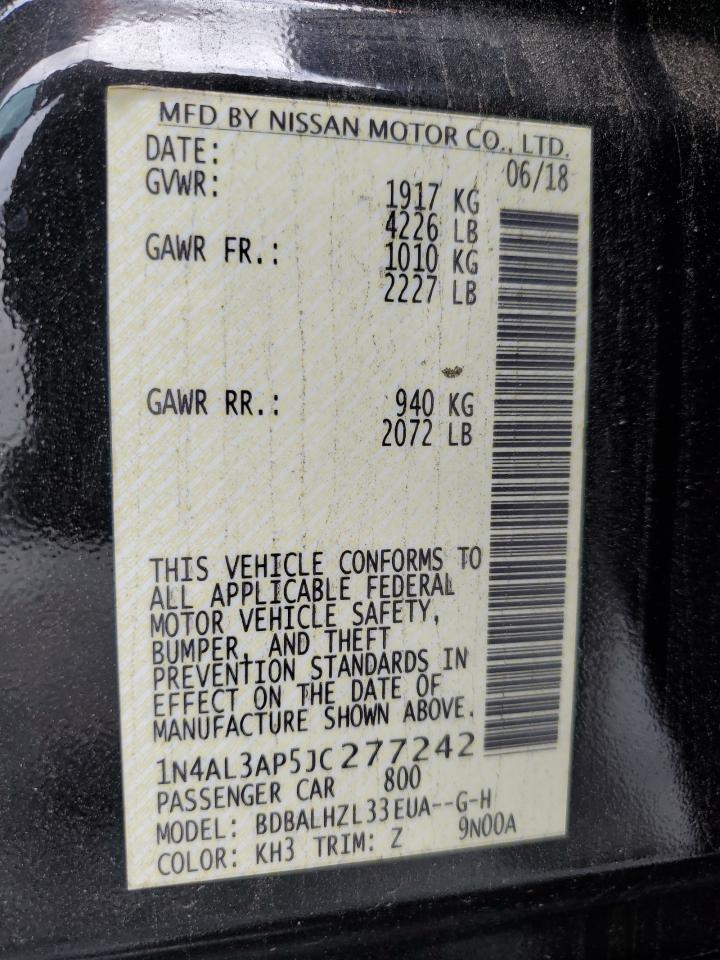 MFD BY NISSAN MOTOR CO., LTD.
DATE: 06/18
GVWR: 1917 KG
4226 LB
GAWR FR.: 1010 KG
2227 LB
GAWR RR.: 940 KG
2072 LB
THIS VEHICLE CONFORMS TO
ALL APPLICABLE FEDERAL
MOTOR VEHICLE SAFETY,
BUMPER, AND THEFT
PREVENTION STANDARDS IN
EFFECT ON THE DATE OF
MANUFACTURE SHOWN ABOVE.
1N4AL3AP5JC277242
PASSENGER CAR 800
MODEL: BDBALHZL33EUA--G-H
COLOR: KH3 TRIM: Z 9N00A